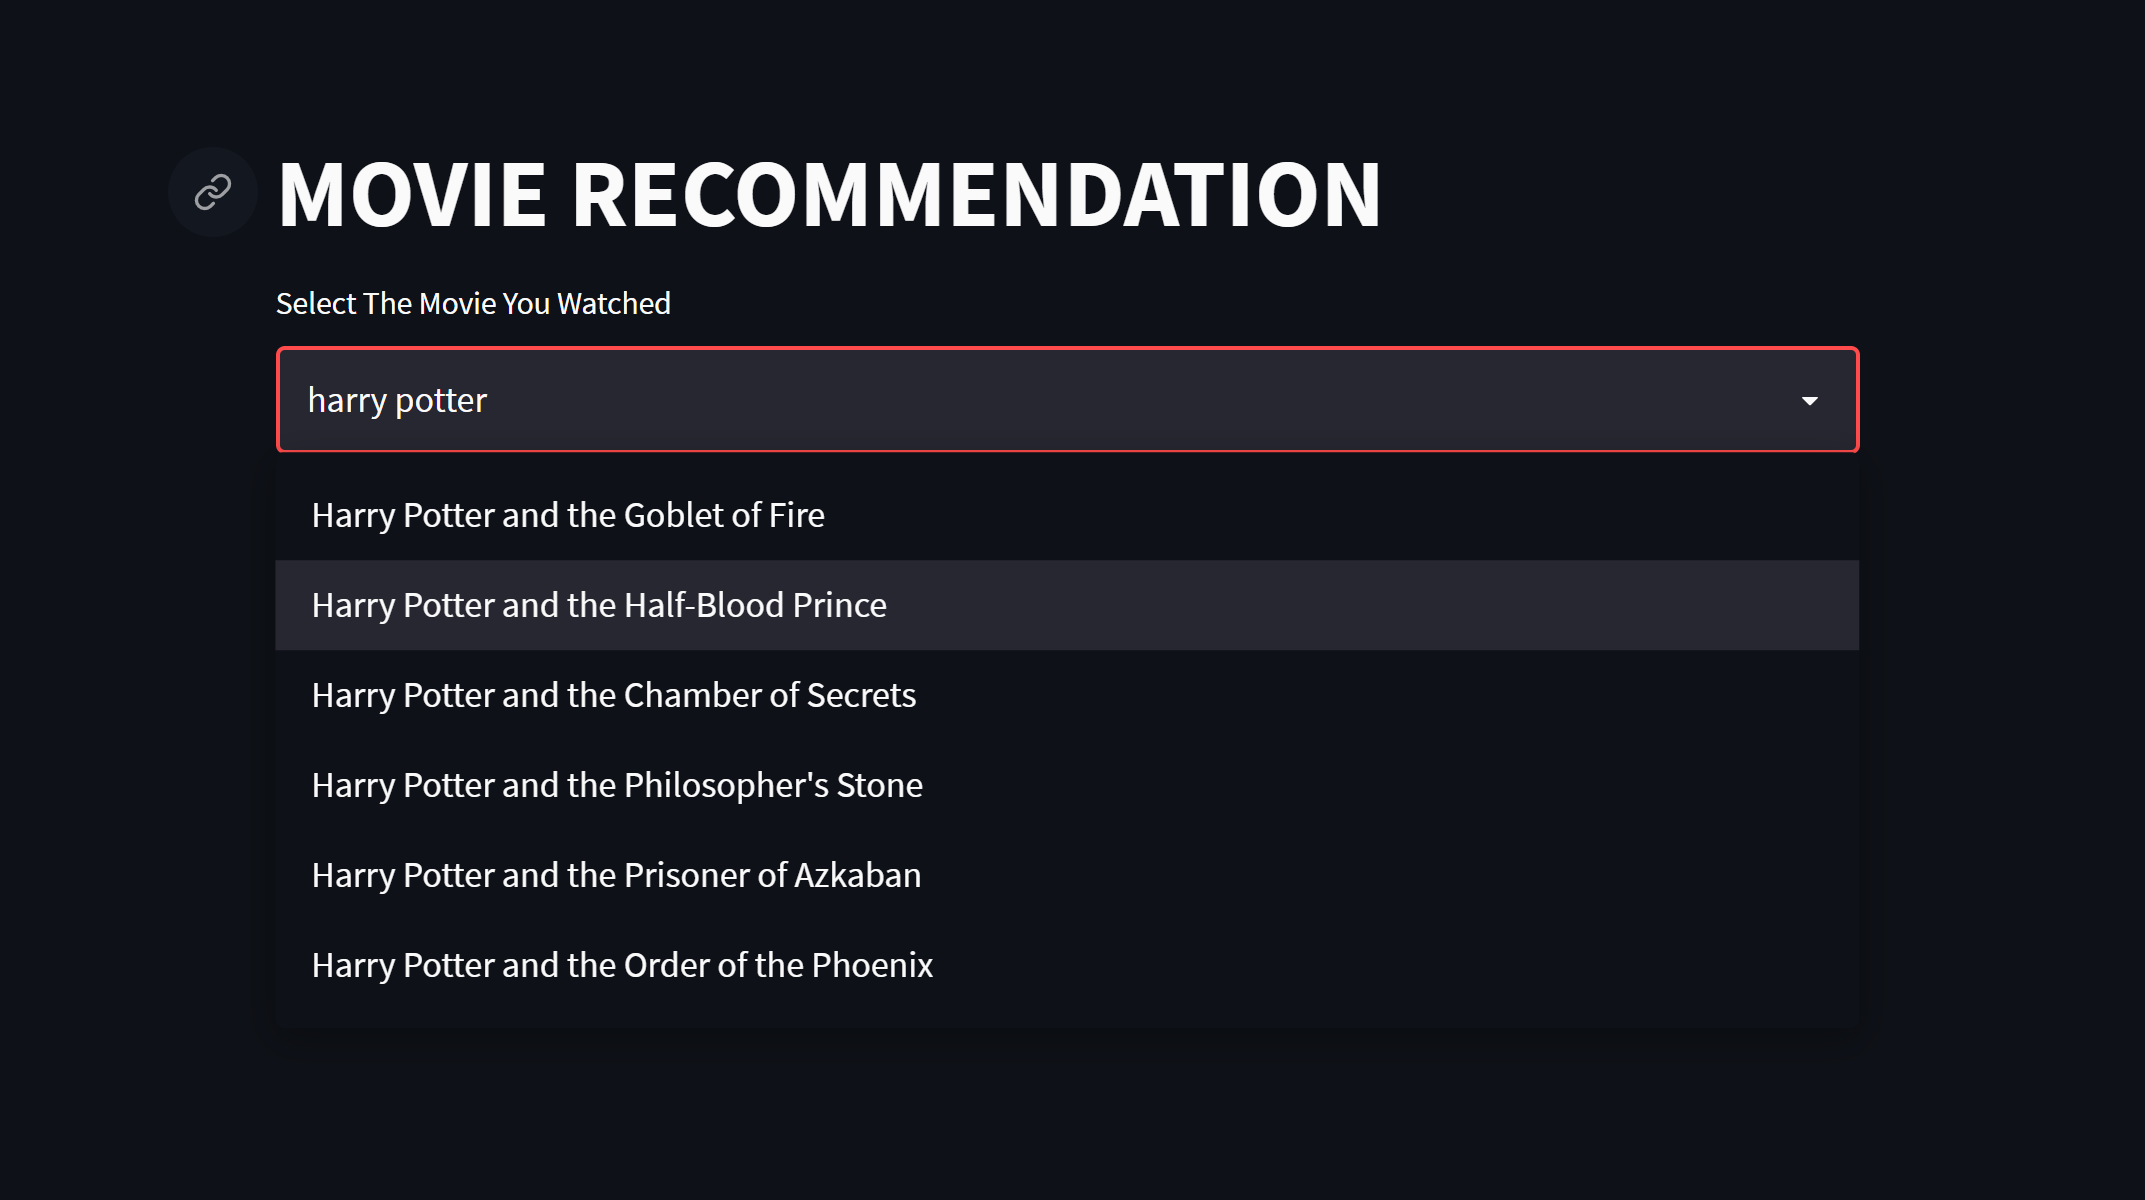 MOVIE RECOMMENDATION
Select The Movie You Watched
harry potter
Harry Potter and the Goblet of Fire
Harry Potter and the Half-Blood Prince
Harry Potter and the Chamber of Secrets
Harry Potter and the Philosopher's Stone
Harry Potter and the Prisoner of Azkaban
Harry Potter and the Order of the Phoenix